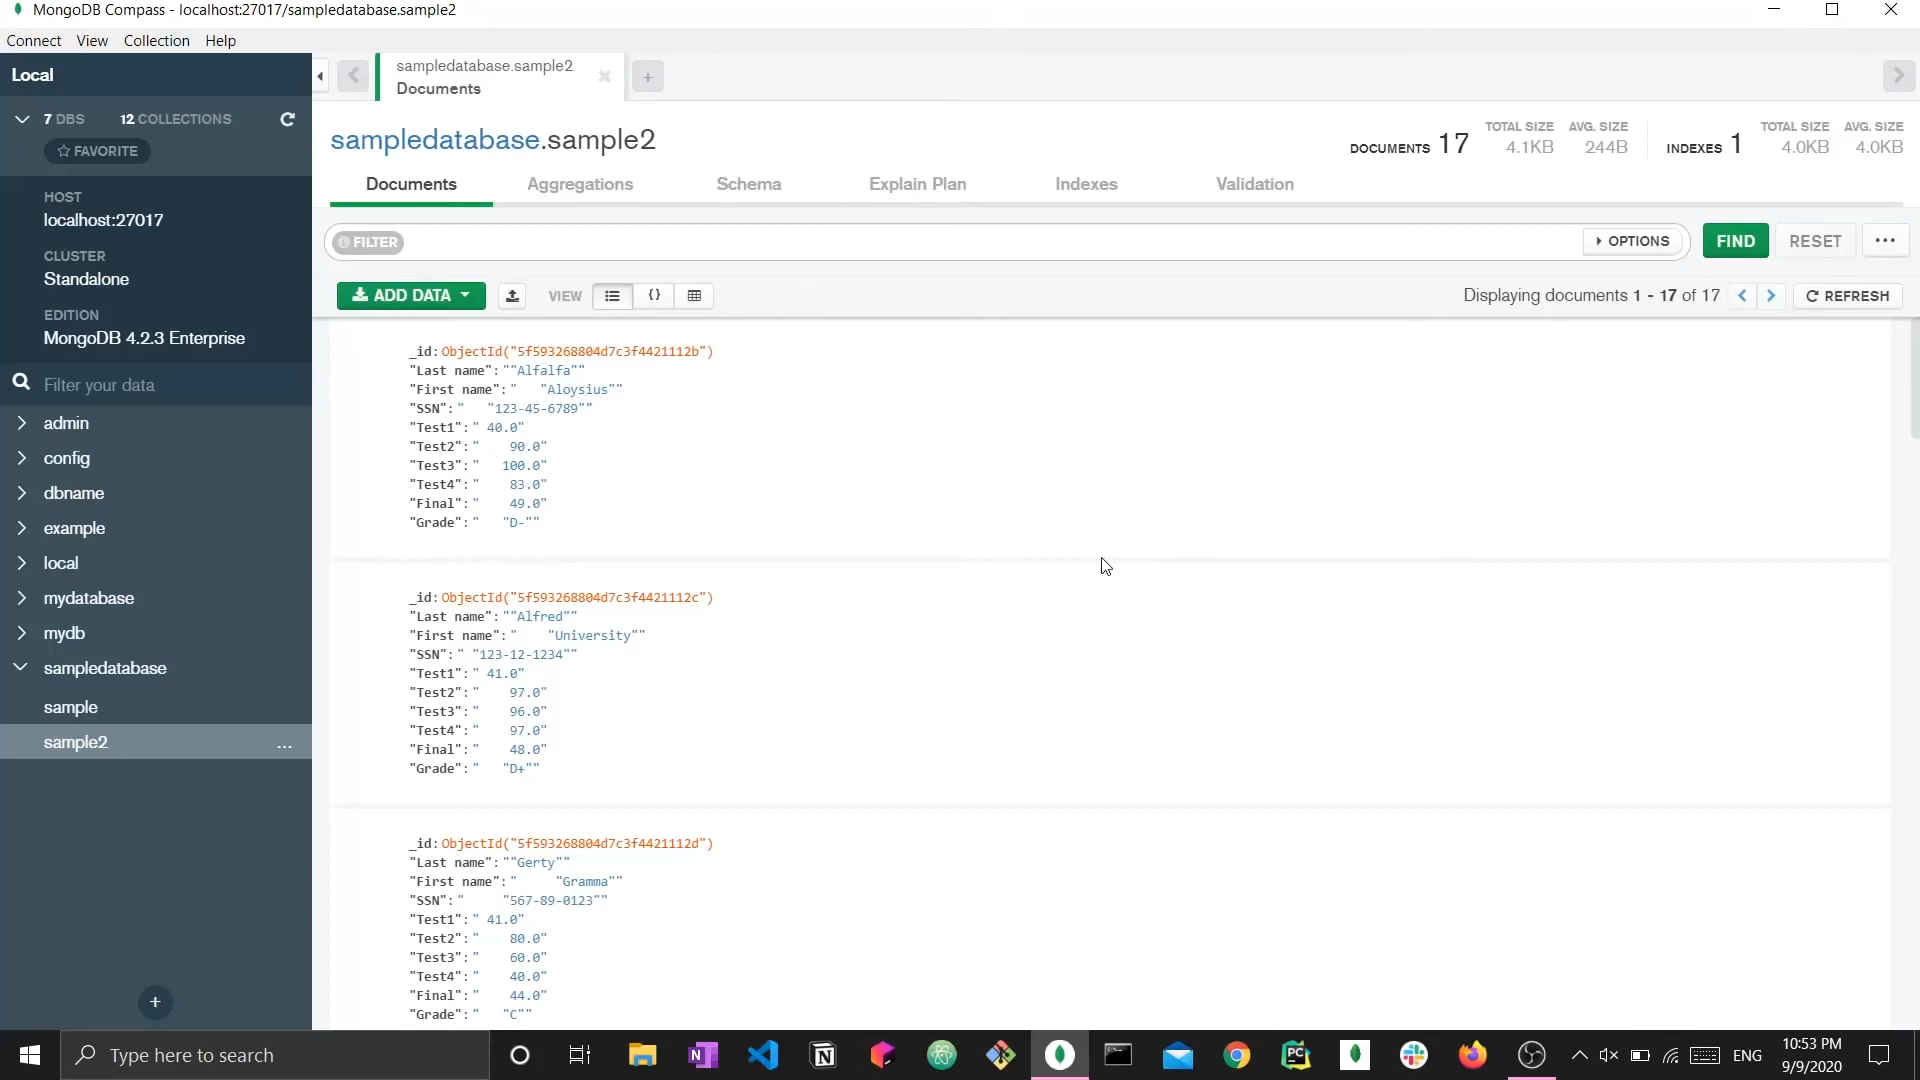 MongoDB Compass - localhost:27017/sampledatabase.sample2
Connect View Collection Help
Local
7 DBS 12 COLLECTIONS
FAVORITE
HOST
localhost:27017
CLUSTER
Standalone
EDITION
MongoDB 4.2.3 Enterprise
Filter your data
admin
config
dbname
example
local
mydatabase
mydb
sampledatabase
sample
sample2 ...
+
sampledatabase.sample2
Documents
+
sampledatabase.sample2
DOCUMENTS 17
TOTAL SIZE 4.1KB
AVG. SIZE 244B
INDEXES 1
TOTAL SIZE 4.0KB
AVG. SIZE 4.0KB
Documents Aggregations Schema Explain Plan Indexes Validation
FILTER OPTIONS FIND RESET ...
ADD DATA VIEW {} Displaying documents 1 - 17 of 17 REFRESH
_id: ObjectId("5f593268804d7c3f4421112b")
"Last name": ""Alfalfa""
"First name": " "Aloysius""
"SSN": " "123-45-6789""
"Test1": " 40.0"
"Test2": " 90.0"
"Test3": " 100.0"
"Test4": " 83.0"
"Final": " 49.0"
"Grade": " "D-""
_id: ObjectId("5f593268804d7c3f4421112c")
"Last name": ""Alfred""
"First name": " "University""
"SSN": " "123-12-1234""
"Test1": " 41.0"
"Test2": " 97.0"
"Test3": " 96.0"
"Test4": " 97.0"
"Final": " 48.0"
"Grade": " "D+""
_id: ObjectId("5f593268804d7c3f4421112d")
"Last name": ""Gerty""
"First name": " "Gramma""
"SSN": " "567-89-0123""
"Test1": " 41.0"
"Test2": " 80.0"
"Test3": " 60.0"
"Test4": " 40.0"
"Final": " 44.0"
"Grade": " "C""
Type here to search
ENG
10:53 PM
9/9/2020